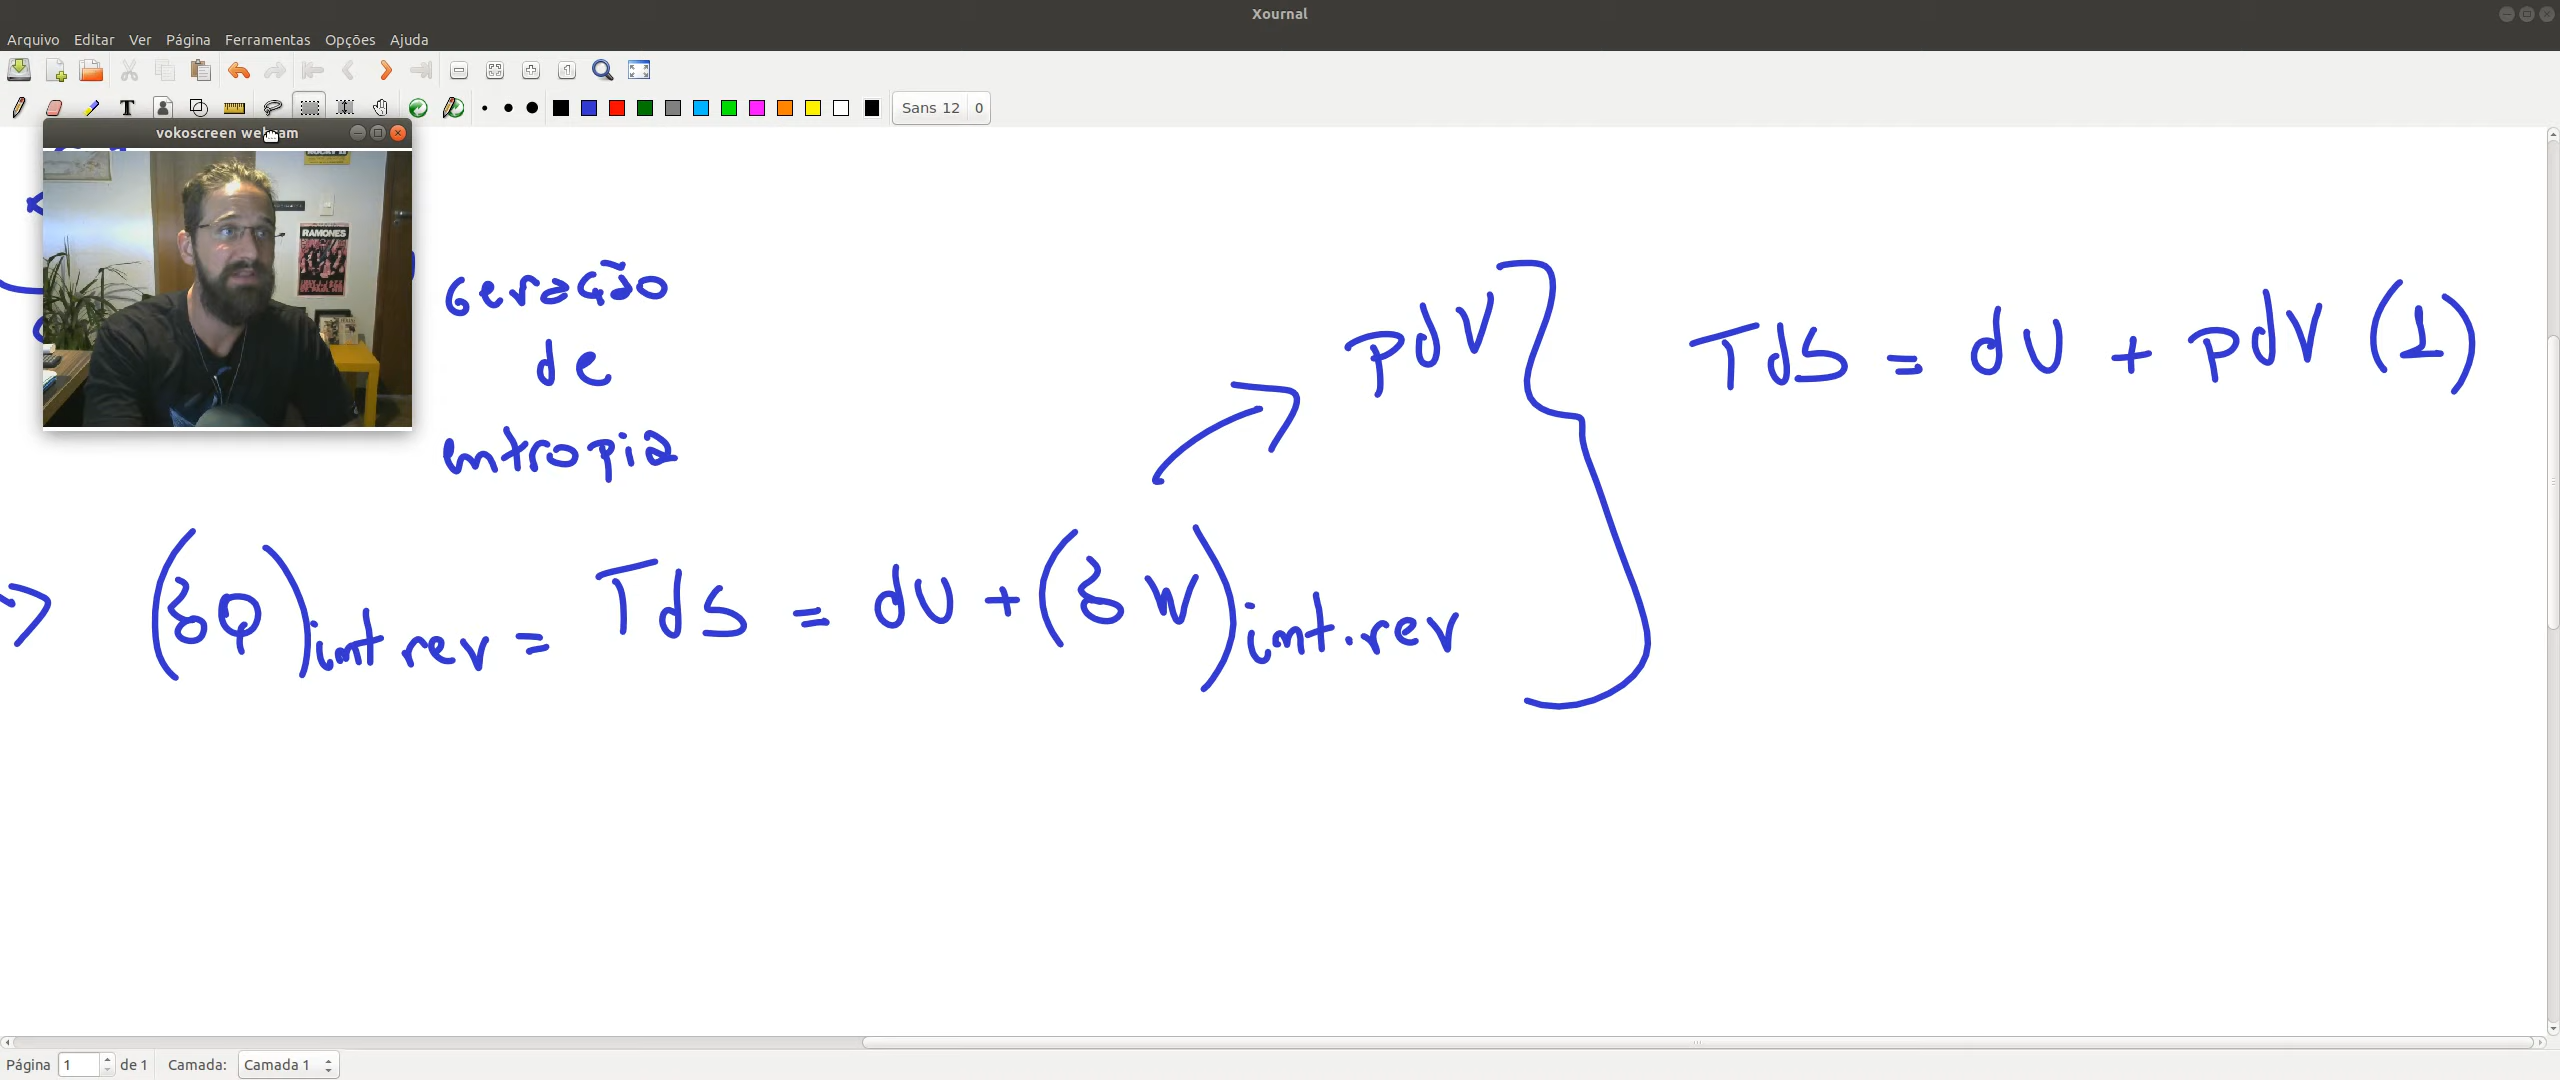 Xournal
Arquivo Editar Ver Página Ferramentas Opções Ajuda
Sans 12 0
vokoscreen webcam
RAMONES
Geração
de
entropia
pdV
TdS = dU + pdV (1)
(δQ)int rev = TdS = dU + (δW)int.rev
Página 1 de 1 Camada: Camada 1